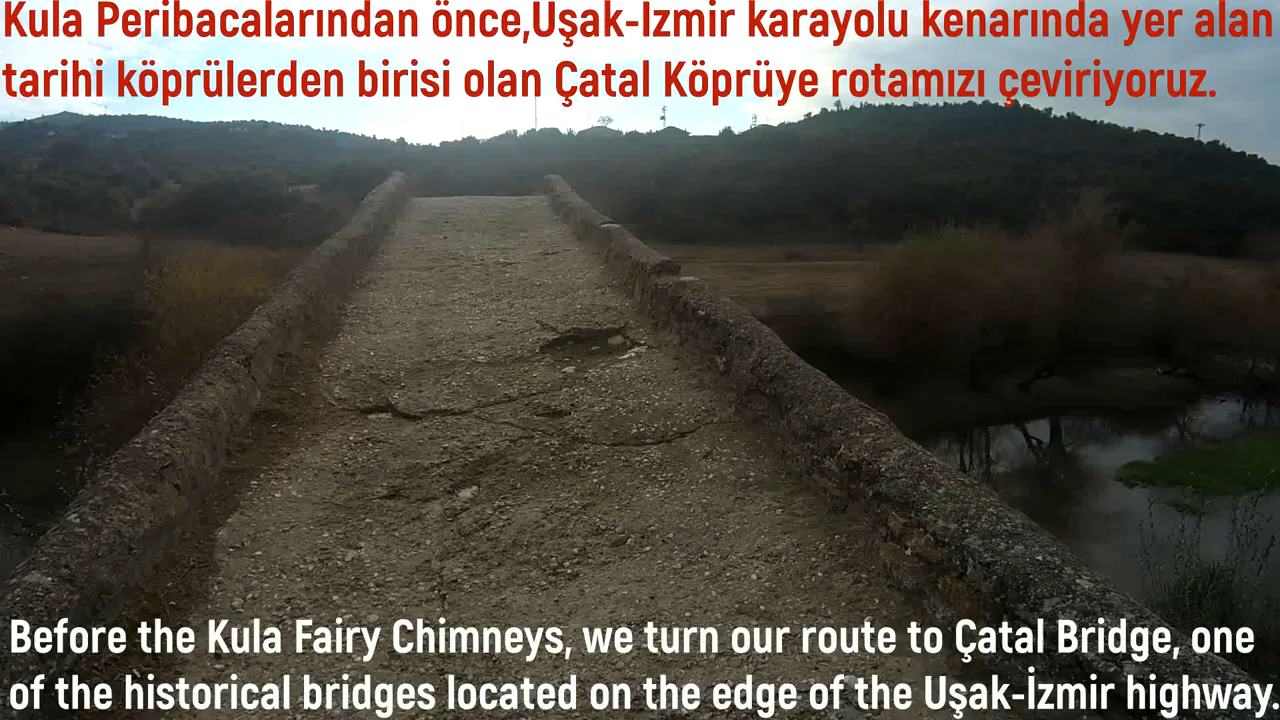 Kula Peribacalarından önce,Uşak-Izmir karayolu kenarında yer alan
tarihi köprülerden birisi olan Çatal Köprüye rotamızı çeviriyoruz.
Before the Kula Fairy Chimneys, we turn our route to Çatal Bridge, one
of the historical bridges located on the edge of the Uşak-İzmir highway.